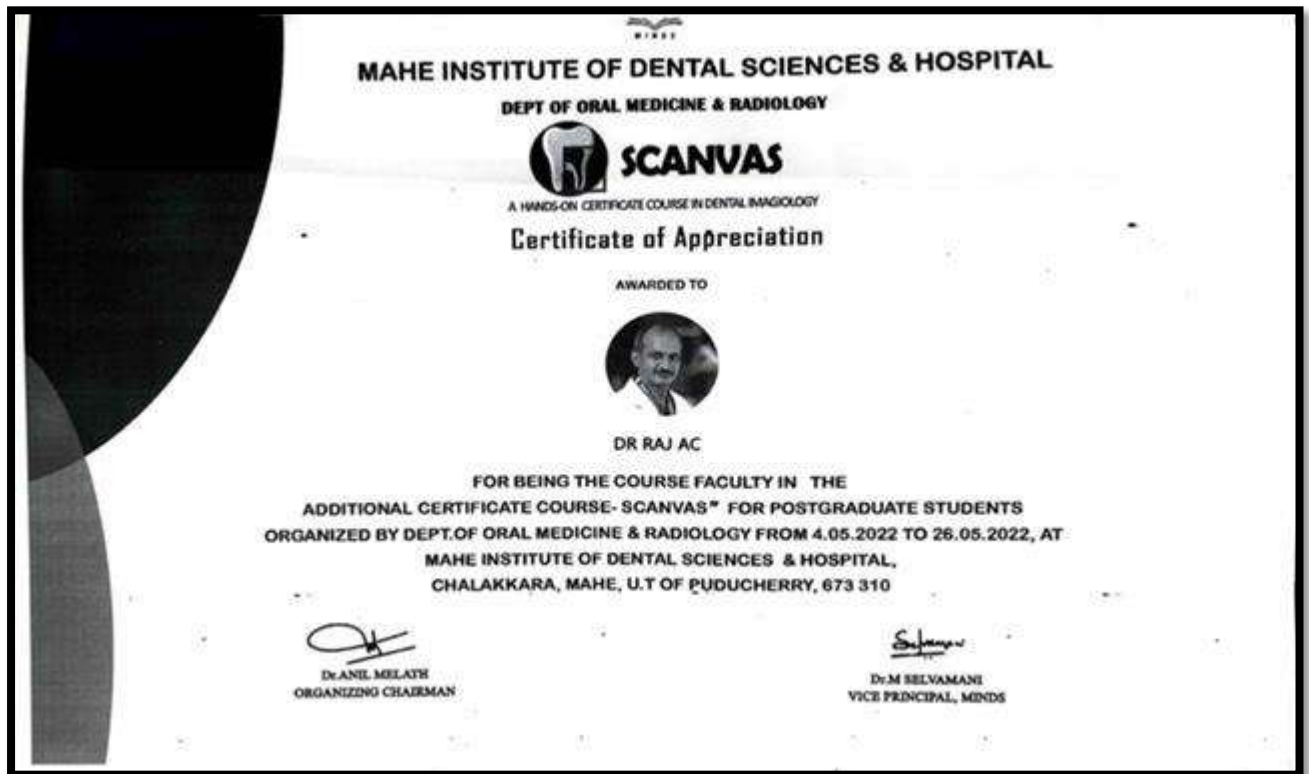 MINDS
MAHE INSTITUTE OF DENTAL SCIENCES & HOSPITAL
DEPT OF ORAL MEDICINE & RADIOLOGY
SCANVAS
A HANDS-ON CERTIFICATE COURSE IN DENTAL IMAGIOLOGY
Certificate of Appreciation
AWARDED TO
DR RAJ AC
FOR BEING THE COURSE FACULTY IN THE
ADDITIONAL CERTIFICATE COURSE- SCANVAS" FOR POSTGRADUATE STUDENTS
ORGANIZED BY DEPT.OF ORAL MEDICINE & RADIOLOGY FROM 4.05.2022 TO 26.05.2022, AT
MAHE INSTITUTE OF DENTAL SCIENCES & HOSPITAL,
CHALAKKARA, MAHE, U.T OF PUDUCHERRY, 673 310
Dr.ANIL MELATH
ORGANIZING CHAIRMAN
Dr.M SELVAMANI
VICE PRINCIPAL, MINDS